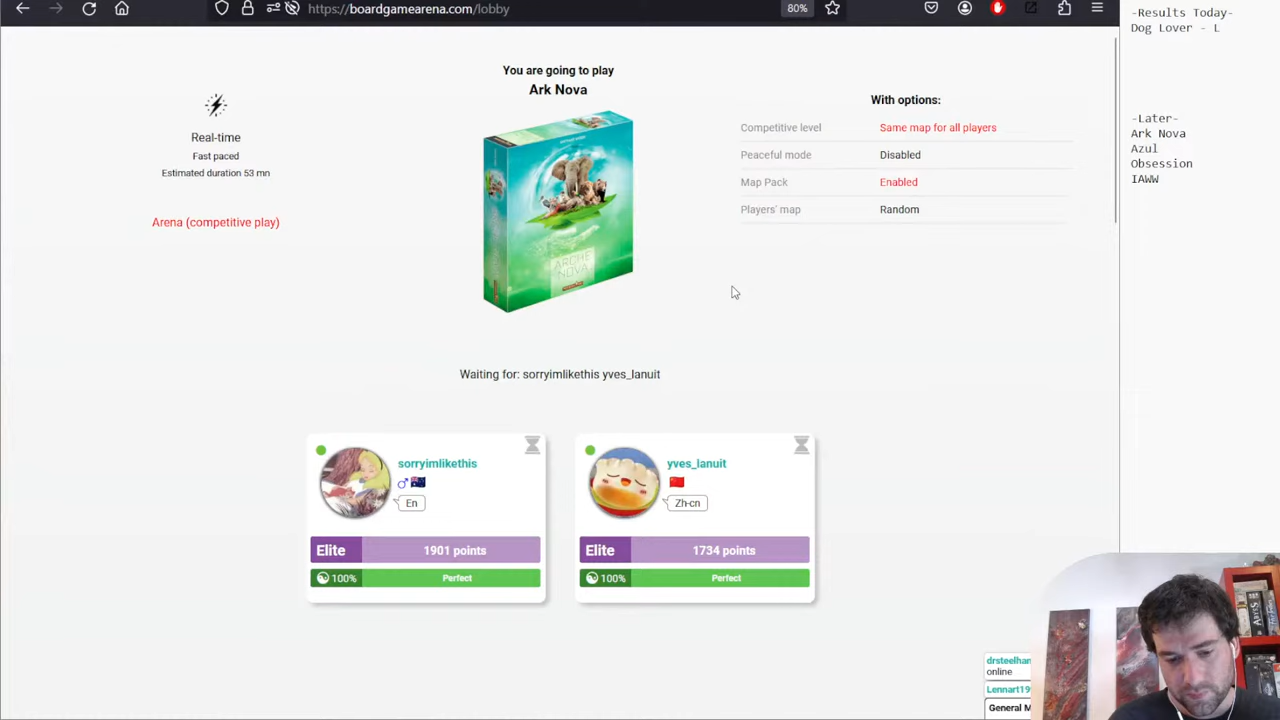 https://boardgamearena.com/lobby
80%
-Results Today-
Dog Lover - L
-Later-
Ark Nova
Azul
Obsession
IAWW
You are going to play
Ark Nova
Real-time
Fast paced
Estimated duration 53 mn
Arena (competitive play)
ARCHE
NOVA
With options:
Competitive level Same map for all players
Peaceful mode Disabled
Map Pack Enabled
Players' map Random
Waiting for: sorryimlikethis yves_lanuit
sorryimlikethis
En
Elite 1901 points
100% Perfect
yves_lanuit
Zh-cn
Elite 1734 points
100% Perfect
drsteelhan
online
Lennart19
General M